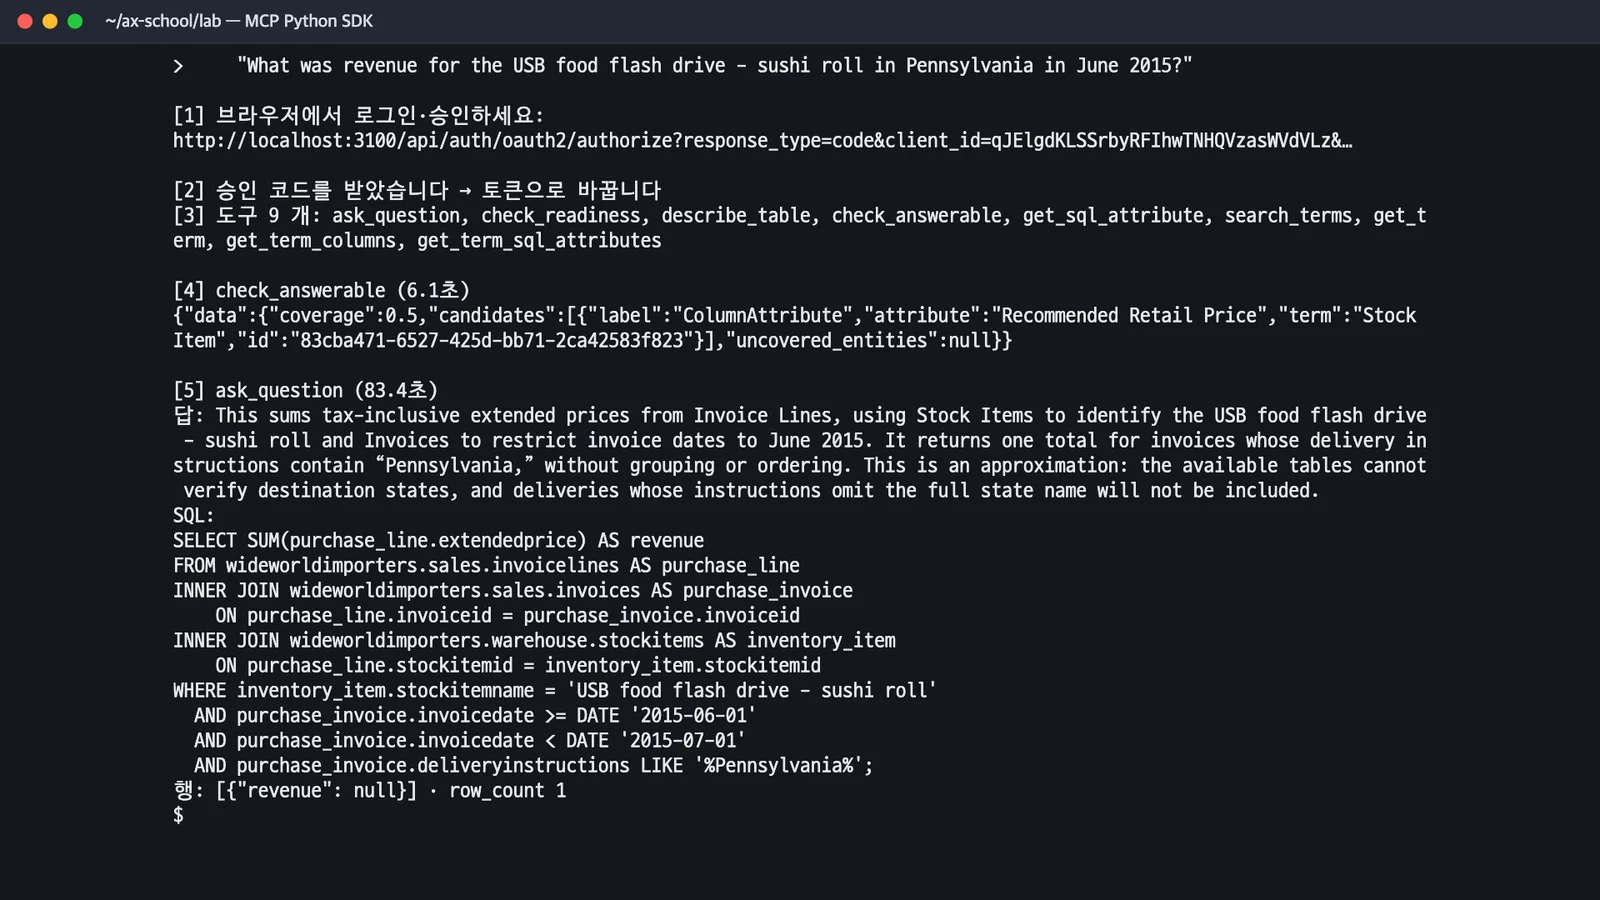 ~/ax-school/lab — MCP Python SDK
>     "What was revenue for the USB food flash drive - sushi roll in Pennsylvania in June 2015?"
[1] 브라우저에서 로그인·승인하세요:
http://localhost:3100/api/auth/oauth2/authorize?response_type=code&client_id=qJElgdKLSSrbyRFIhwTNHQVzasWVdVLz&…
[2] 승인 코드를 받았습니다 → 토큰으로 바꿉니다
[3] 도구 9 개: ask_question, check_readiness, describe_table, check_answerable, get_sql_attribute, search_terms, get_t
erm, get_term_columns, get_term_sql_attributes
[4] check_answerable (6.1초)
{"data":{"coverage":0.5,"candidates":[{"label":"ColumnAttribute","attribute":"Recommended Retail Price","term":"Stock
Item","id":"83cba471-6527-425d-bb71-2ca42583f823"}],"uncovered_entities":null}}
[5] ask_question (83.4초)
답: This sums tax-inclusive extended prices from Invoice Lines, using Stock Items to identify the USB food flash drive
 - sushi roll and Invoices to restrict invoice dates to June 2015. It returns one total for invoices whose delivery in
structions contain “Pennsylvania,” without grouping or ordering. This is an approximation: the available tables cannot
 verify destination states, and deliveries whose instructions omit the full state name will not be included.
SQL:
SELECT SUM(purchase_line.extendedprice) AS revenue
FROM wideworldimporters.sales.invoicelines AS purchase_line
INNER JOIN wideworldimporters.sales.invoices AS purchase_invoice
    ON purchase_line.invoiceid = purchase_invoice.invoiceid
INNER JOIN wideworldimporters.warehouse.stockitems AS inventory_item
    ON purchase_line.stockitemid = inventory_item.stockitemid
WHERE inventory_item.stockitemname = 'USB food flash drive - sushi roll'
  AND purchase_invoice.invoicedate >= DATE '2015-06-01'
  AND purchase_invoice.invoicedate < DATE '2015-07-01'
  AND purchase_invoice.deliveryinstructions LIKE '%Pennsylvania%';
행: [{"revenue": null}] · row_count 1
$